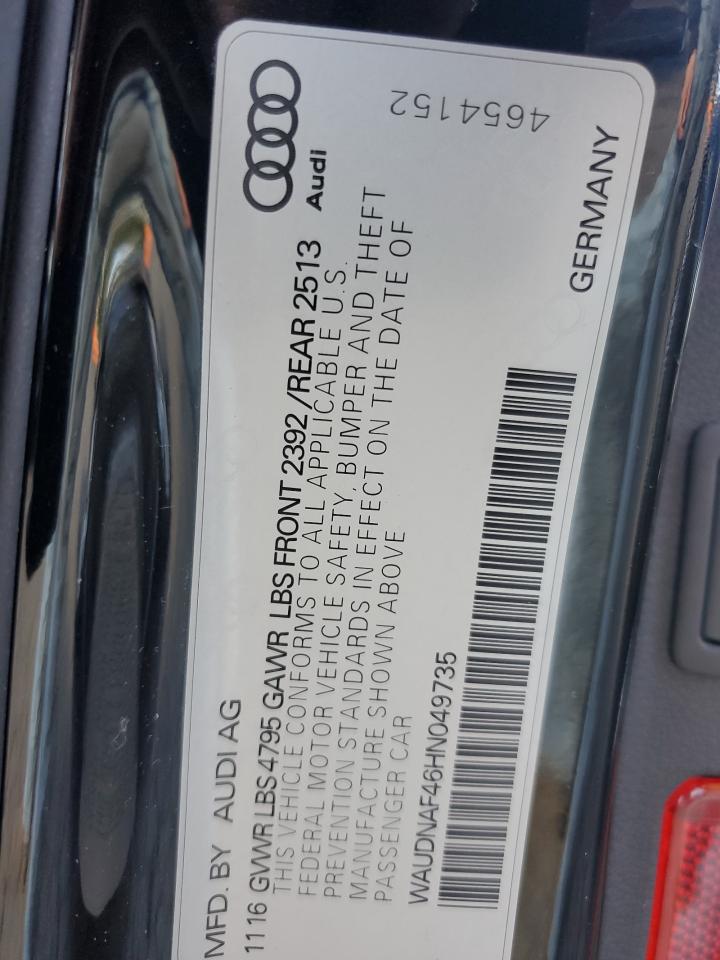 MFD. BY AUDI AG
Audi
1116 GVWR LBS 4795 GAWR LBS FRONT 2392 /REAR 2513
THIS VEHICLE CONFORMS TO ALL APPLICABLE U.S.
FEDERAL MOTOR VEHICLE SAFETY, BUMPER AND THEFT
PREVENTION STANDARDS IN EFFECT ON THE DATE OF
MANUFACTURE SHOWN ABOVE
PASSENGER CAR
WAUDNAF46HN049735
4654152
GERMANY